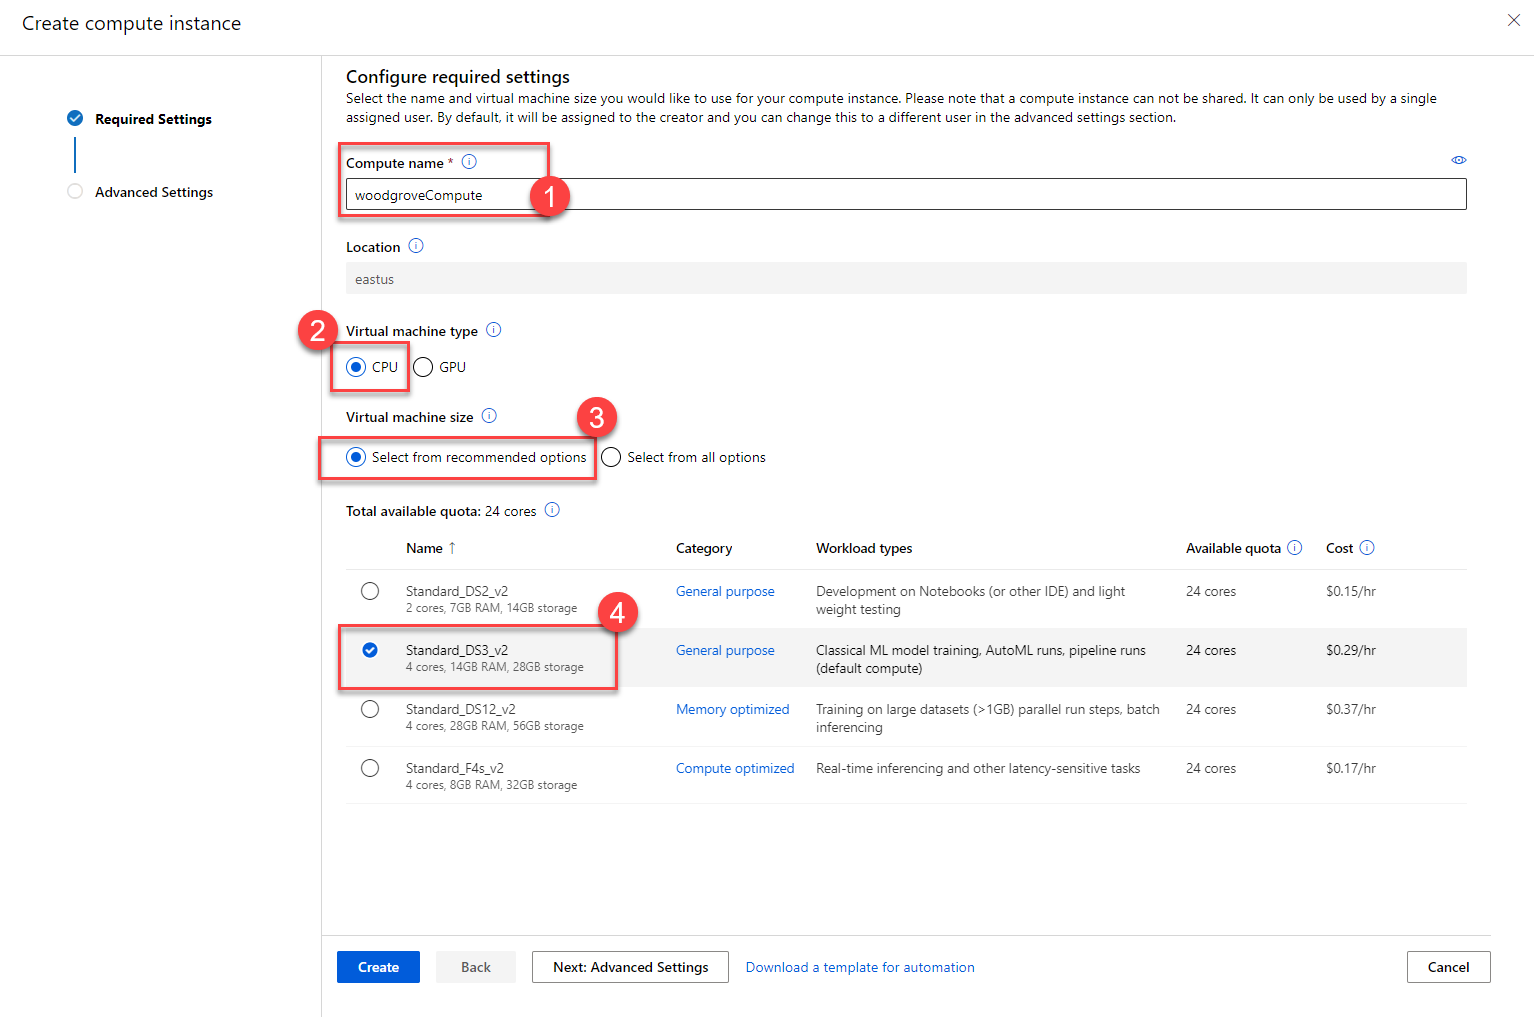 Create compute instance
Required Settings
Advanced Settings
Configure required settings
Select the name and virtual machine size you would like to use for your compute instance. Please note that a compute instance can not be shared. It can only be used by a single
assigned user. By default, it will be assigned to the creator and you can change this to a different user in the advanced settings section.
Compute name *
woodgroveCompute
1
Location
eastus
2
Virtual machine type
CPU GPU
Virtual machine size
3
Select from recommended options Select from all options
Total available quota: 24 cores
Name ↑ Category Workload types Available quota Cost
Standard_DS2_v2 General purpose Development on Notebooks (or other IDE) and light 24 cores $0.15/hr
2 cores, 7GB RAM, 14GB storage weight testing
4
Standard_DS3_v2 General purpose Classical ML model training, AutoML runs, pipeline runs 24 cores $0.29/hr
4 cores, 14GB RAM, 28GB storage (default compute)
Standard_DS12_v2 Memory optimized Training on large datasets (>1GB) parallel run steps, batch 24 cores $0.37/hr
4 cores, 28GB RAM, 56GB storage inferencing
Standard_F4s_v2 Compute optimized Real-time inferencing and other latency-sensitive tasks 24 cores $0.17/hr
4 cores, 8GB RAM, 32GB storage
Create Back Next: Advanced Settings Download a template for automation Cancel